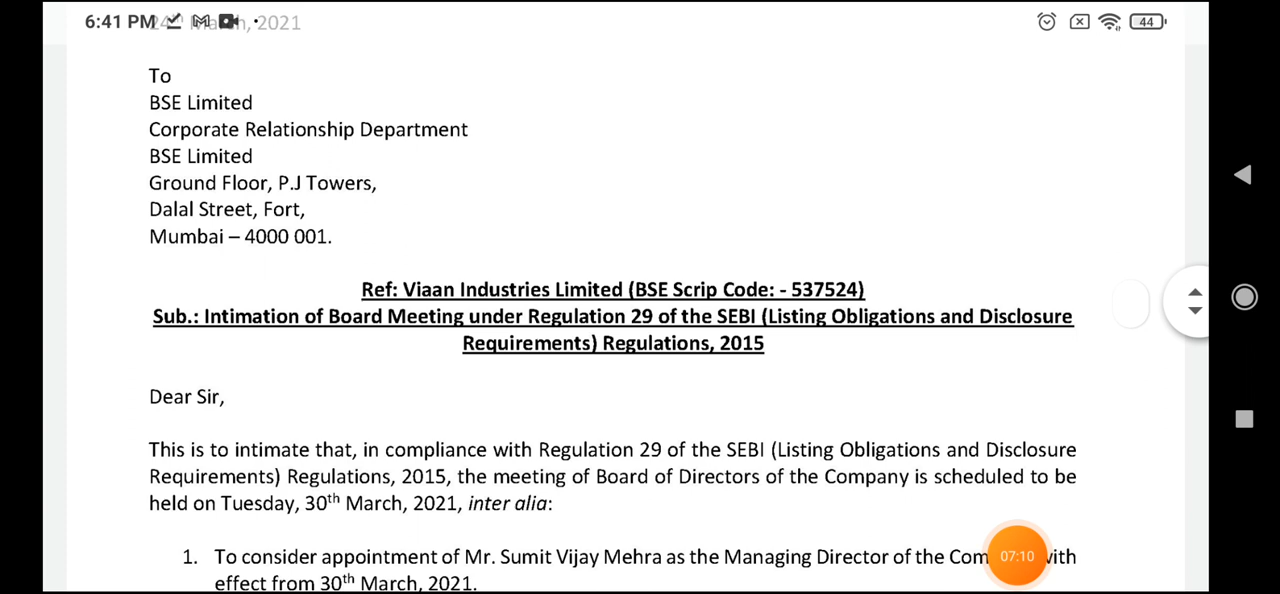 6:41 PM
24th March, 2021
44
To
BSE Limited
Corporate Relationship Department
BSE Limited
Ground Floor, P.J Towers,
Dalal Street, Fort,
Mumbai – 4000 001.
Ref: Viaan Industries Limited (BSE Scrip Code: - 537524)
Sub.: Intimation of Board Meeting under Regulation 29 of the SEBI (Listing Obligations and Disclosure
Requirements) Regulations, 2015
Dear Sir,
This is to intimate that, in compliance with Regulation 29 of the SEBI (Listing Obligations and Disclosure
Requirements) Regulations, 2015, the meeting of Board of Directors of the Company is scheduled to be
held on Tuesday, 30th March, 2021, inter alia:
1. To consider appointment of Mr. Sumit Vijay Mehra as the Managing Director of the Com 07:10 with
effect from 30th March, 2021.